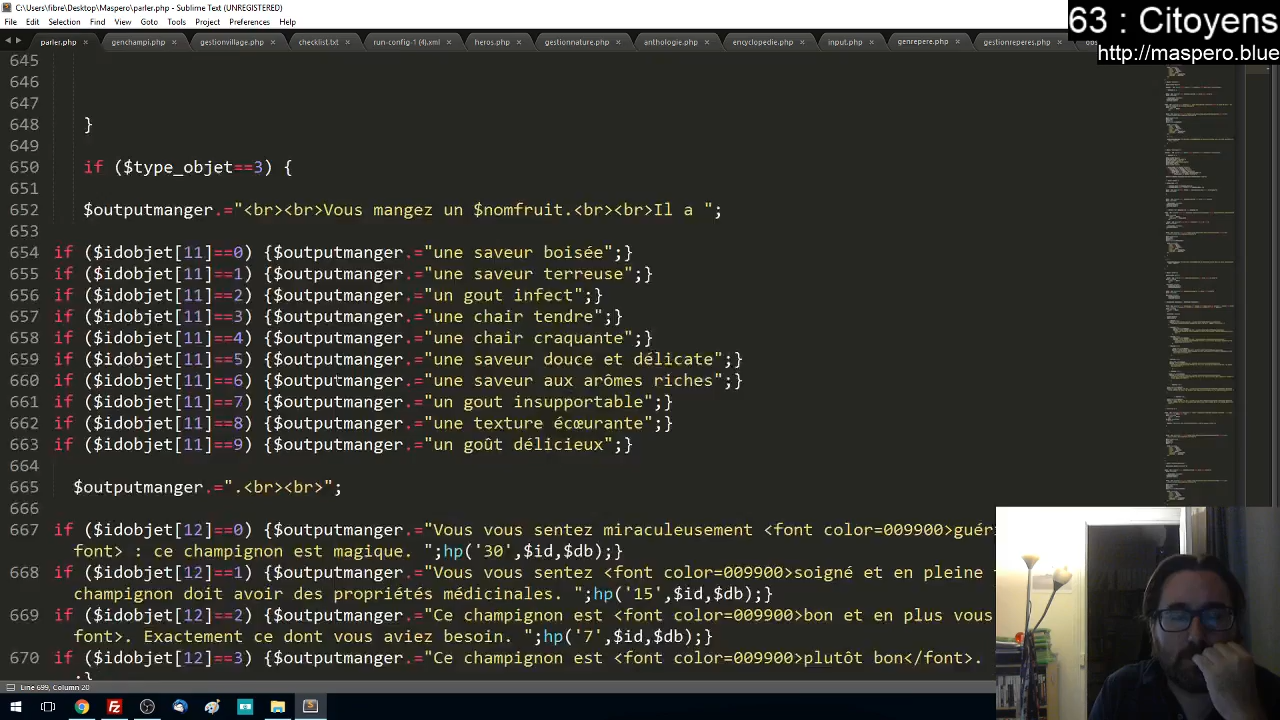 C:\Users\fibre\Desktop\Maspero\parler.php - Sublime Text (UNREGISTERED)
63 : Citoyens
File Edit Selection Find View Goto Tools Project Preferences Help
http://maspero.blue
parler.php genchampi.php gestionvillage.php checklist.txt run-config-1 (4).xml heros.php gestionnature.php anthologie.php encyclopedie.php input.php genrepere.php gestionreperes.php
645
646
647
648 }
649
650 if ($type_objet==3) {
651
652 $outputmanger.="<br><br>Vous mangez un $nomfruit.<br><br>Il a ";
653
654 if ($idobjet[11]==0) {$outputmanger.="une saveur boisée";}
655 if ($idobjet[11]==1) {$outputmanger.="une saveur terreuse";}
656 if ($idobjet[11]==2) {$outputmanger.="un goût infect";}
657 if ($idobjet[11]==3) {$outputmanger.="une chair tendre";}
658 if ($idobjet[11]==4) {$outputmanger.="une chair craquante";}
659 if ($idobjet[11]==5) {$outputmanger.="une saveur douce et délicate";}
660 if ($idobjet[11]==6) {$outputmanger.="une saveur aux arômes riches";}
661 if ($idobjet[11]==7) {$outputmanger.="un goût insupportable";}
662 if ($idobjet[11]==8) {$outputmanger.="une texture écœurante";}
663 if ($idobjet[11]==9) {$outputmanger.="un goût délicieux";}
664
665 $outputmanger.=".<br><br>";
666
667 if ($idobjet[12]==0) {$outputmanger.="Vous vous sentez miraculeusement <font color=009900>guéri
font> : ce champignon est magique. ";hp('30',$id,$db);}
668 if ($idobjet[12]==1) {$outputmanger.="Vous vous sentez <font color=009900>soigné et en pleine
champignon doit avoir des propriétés médicinales. ";hp('15',$id,$db);}
669 if ($idobjet[12]==2) {$outputmanger.="Ce champignon est <font color=009900>bon et en plus vous
font>. Exactement ce dont vous aviez besoin. ";hp('7',$id,$db);}
670 if ($idobjet[12]==3) {$outputmanger.="Ce champignon est <font color=009900>plutôt bon</font>.
;}
Line 699, Column 20